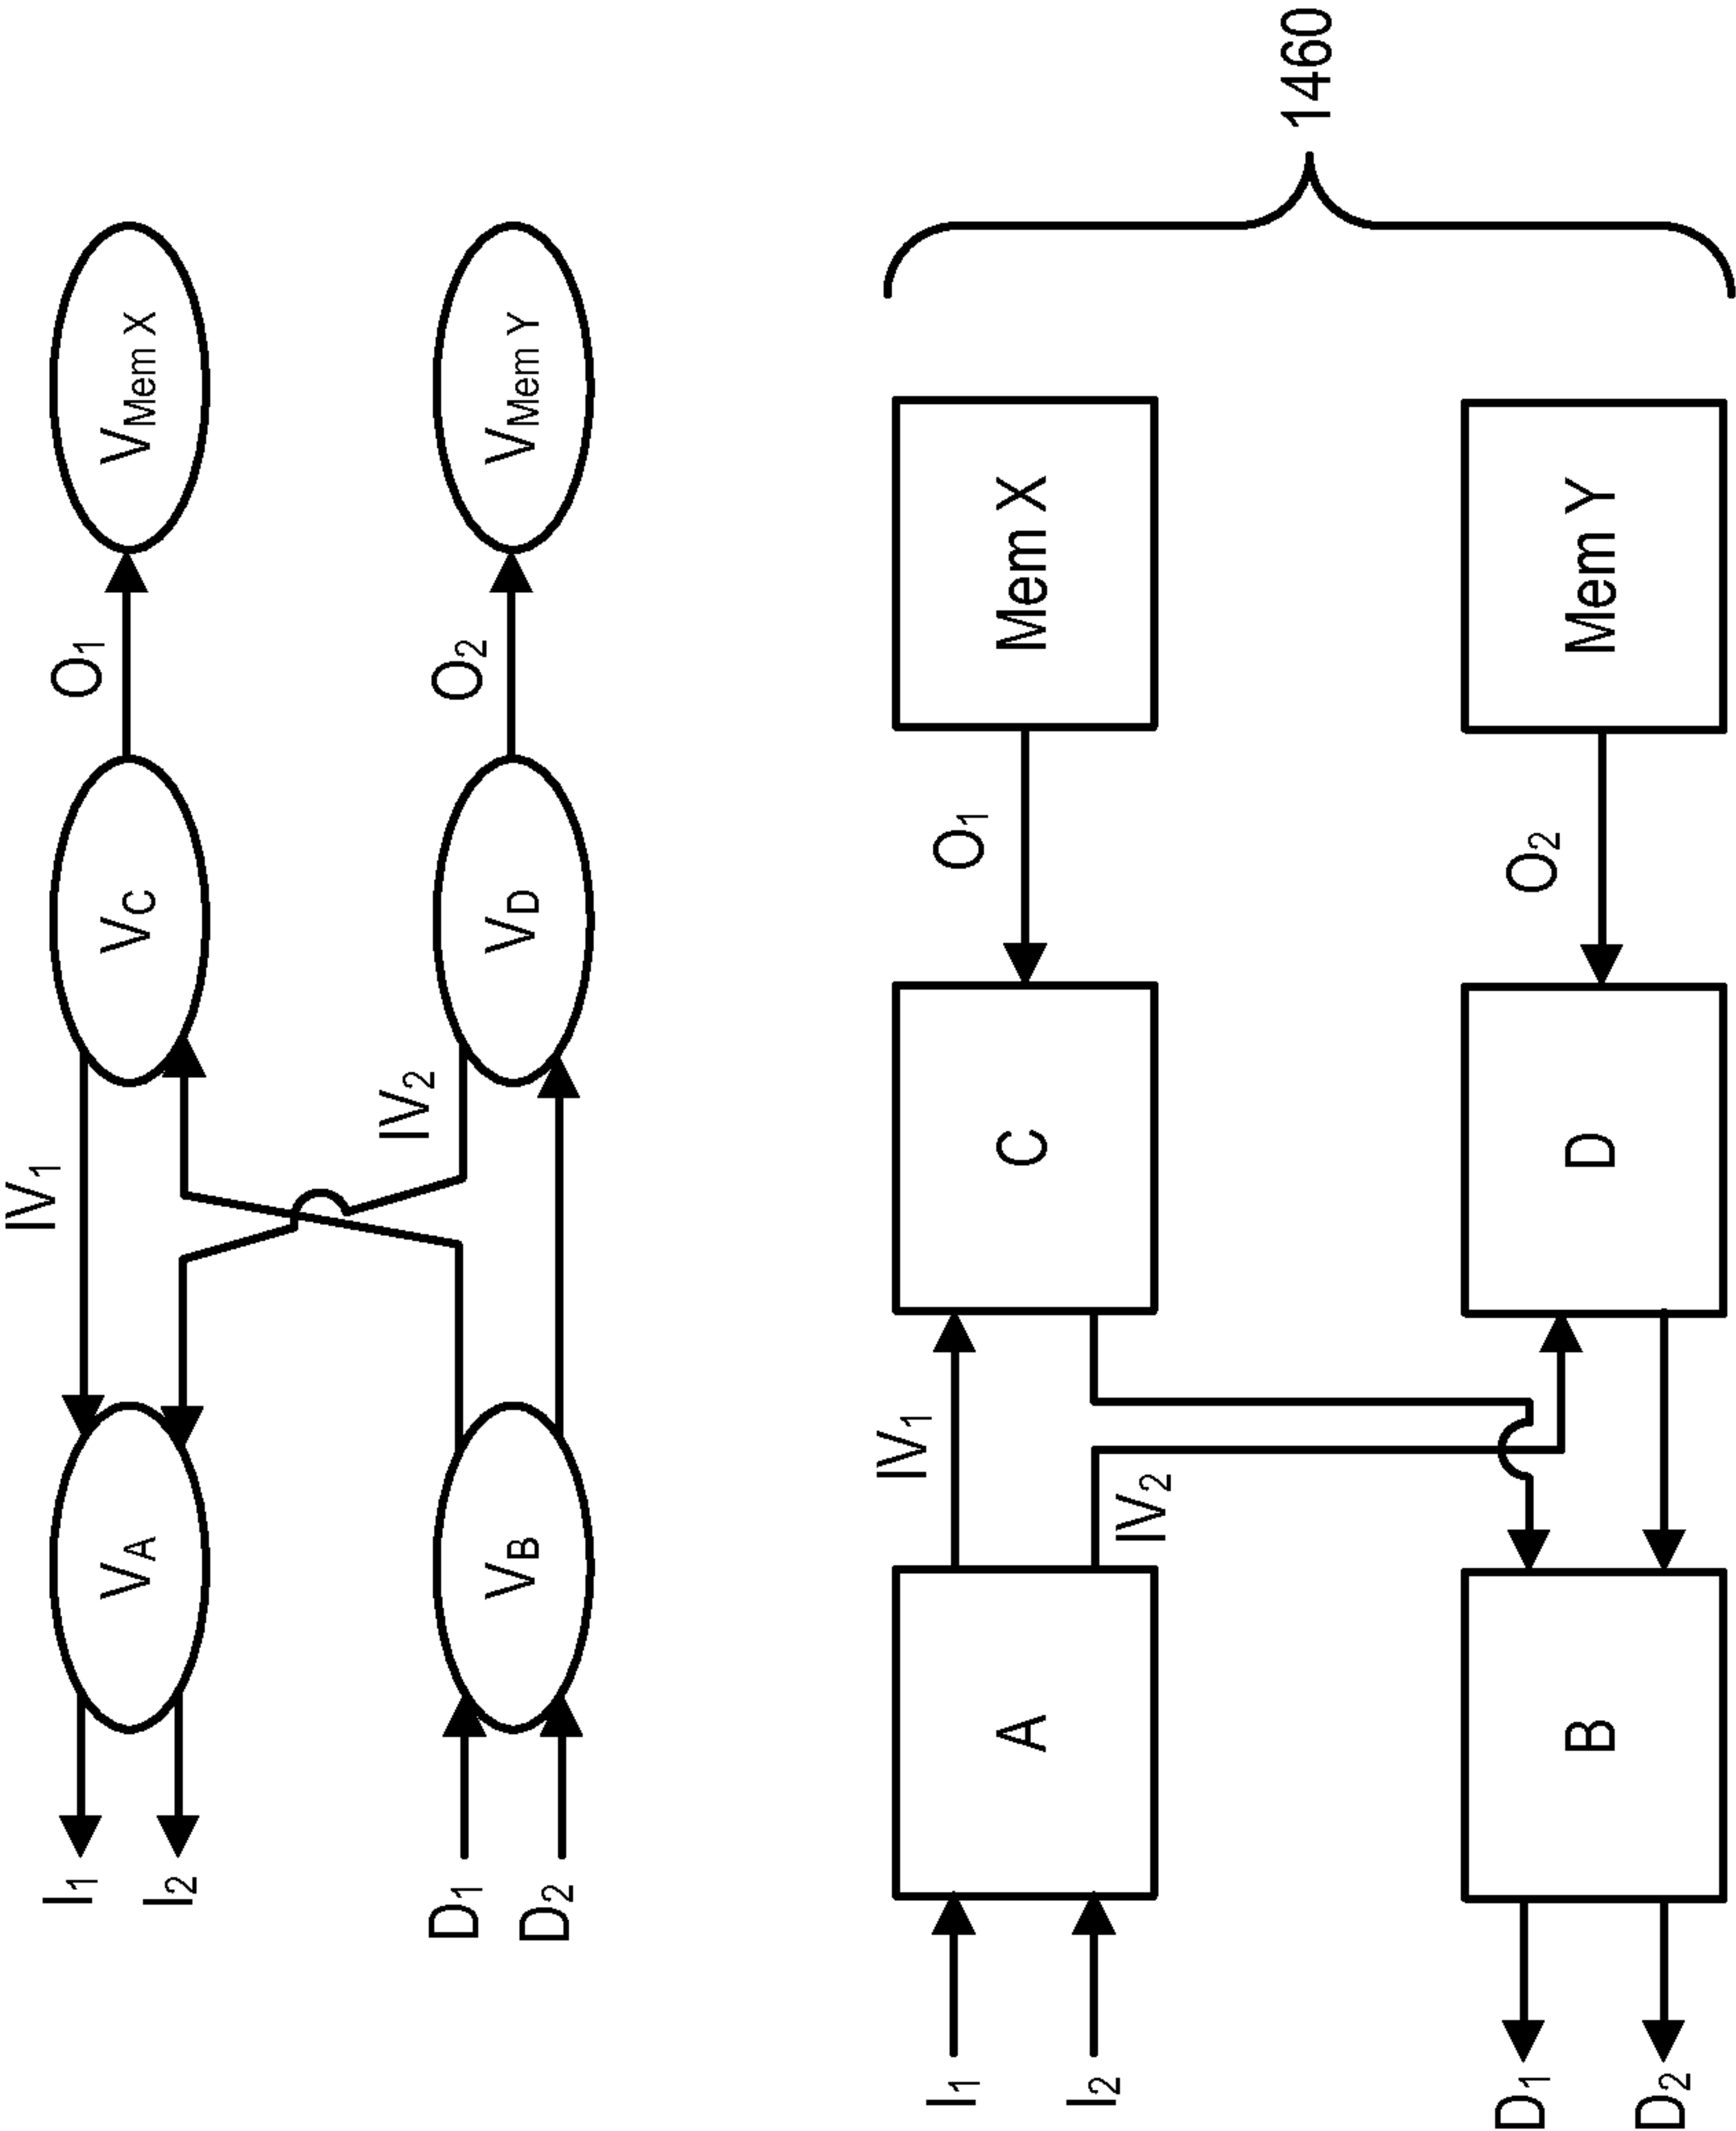 IV1
I1
I2
VA
VC
O1
VMem X
IV2
D1
D2
VB
VD
O2
VMem Y
I1
I2
A
IV1
IV2
C
O1
Mem X
D1
D2
B
D
O2
Mem Y
1460